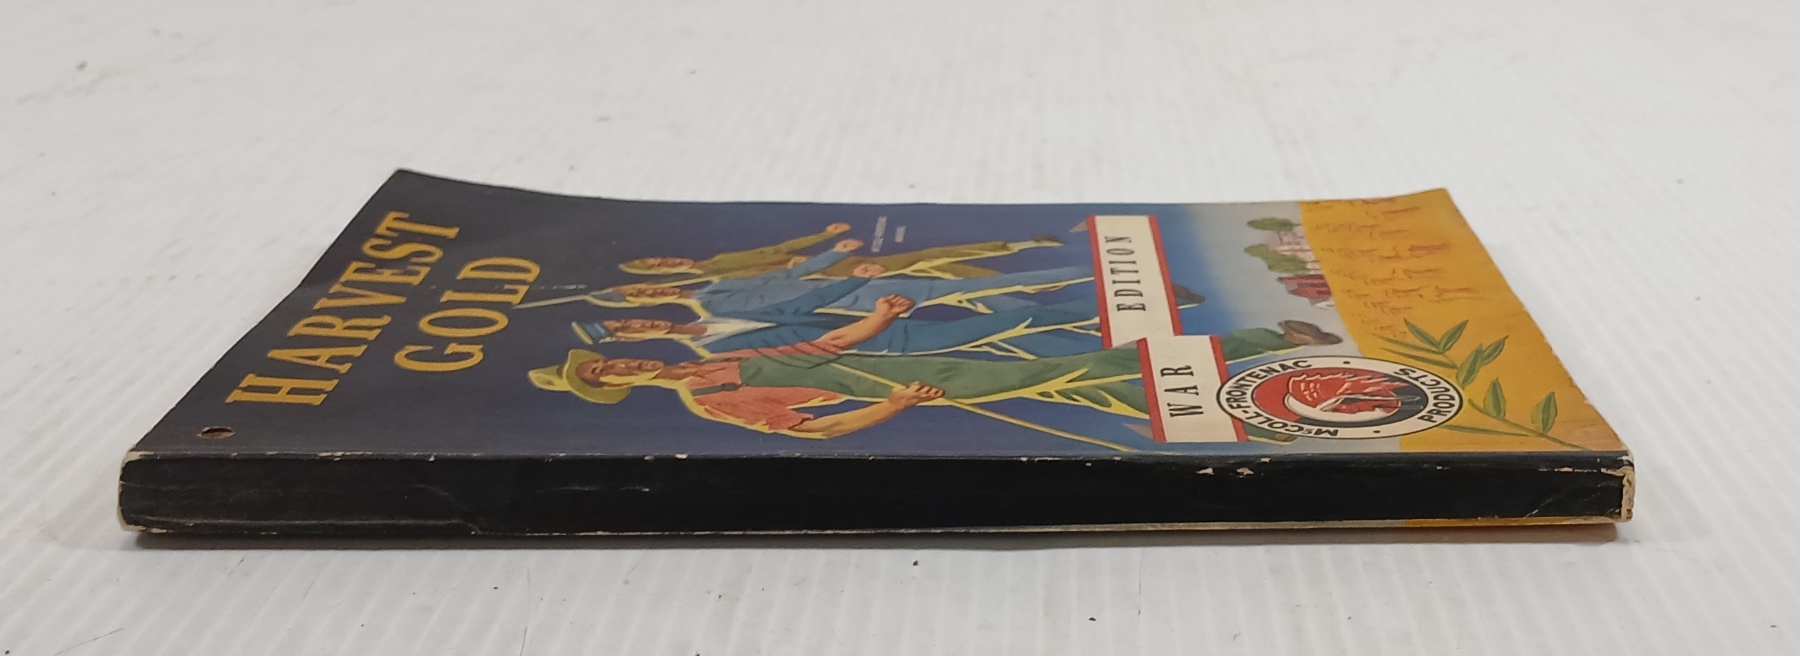 HARVEST
GOLD
WAR EDITION
McCOLL-FRONTENAC
PRODUCTS